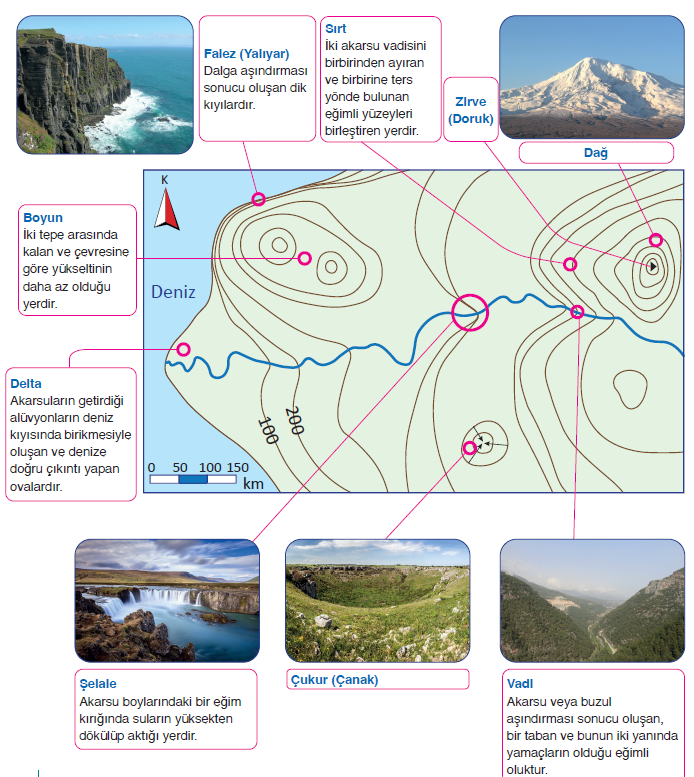 Falez (Yalıyar)
Dalga aşındırması
sonucu oluşan dik
kıyılardır.
Sırt
İki akarsu vadisini
birbirinden ayıran
ve birbirine ters
yönde bulunan
eğimli yüzeyleri
birleştiren yerdir.
Zirve
(Doruk)
Dağ
K
Boyun
İki tepe arasında
kalan ve çevresine
göre yükseltinin
daha az olduğu
yerdir.
Deniz
Delta
Akarsuların getirdiği
alüvyonların deniz
kıyısında birikmesiyle
oluşan ve denize
doğru çıkıntı yapan
ovalardır.
100
200
0 50 100 150
km
Şelale
Akarsu boylarındaki bir eğim
kırığında suların yüksekten
dökülüp aktığı yerdir.
Çukur (Çanak)
Vadi
Akarsu veya buzul
aşındırması sonucu oluşan,
bir taban ve bunun iki yanında
yamaçların olduğu eğimli
oluktur.